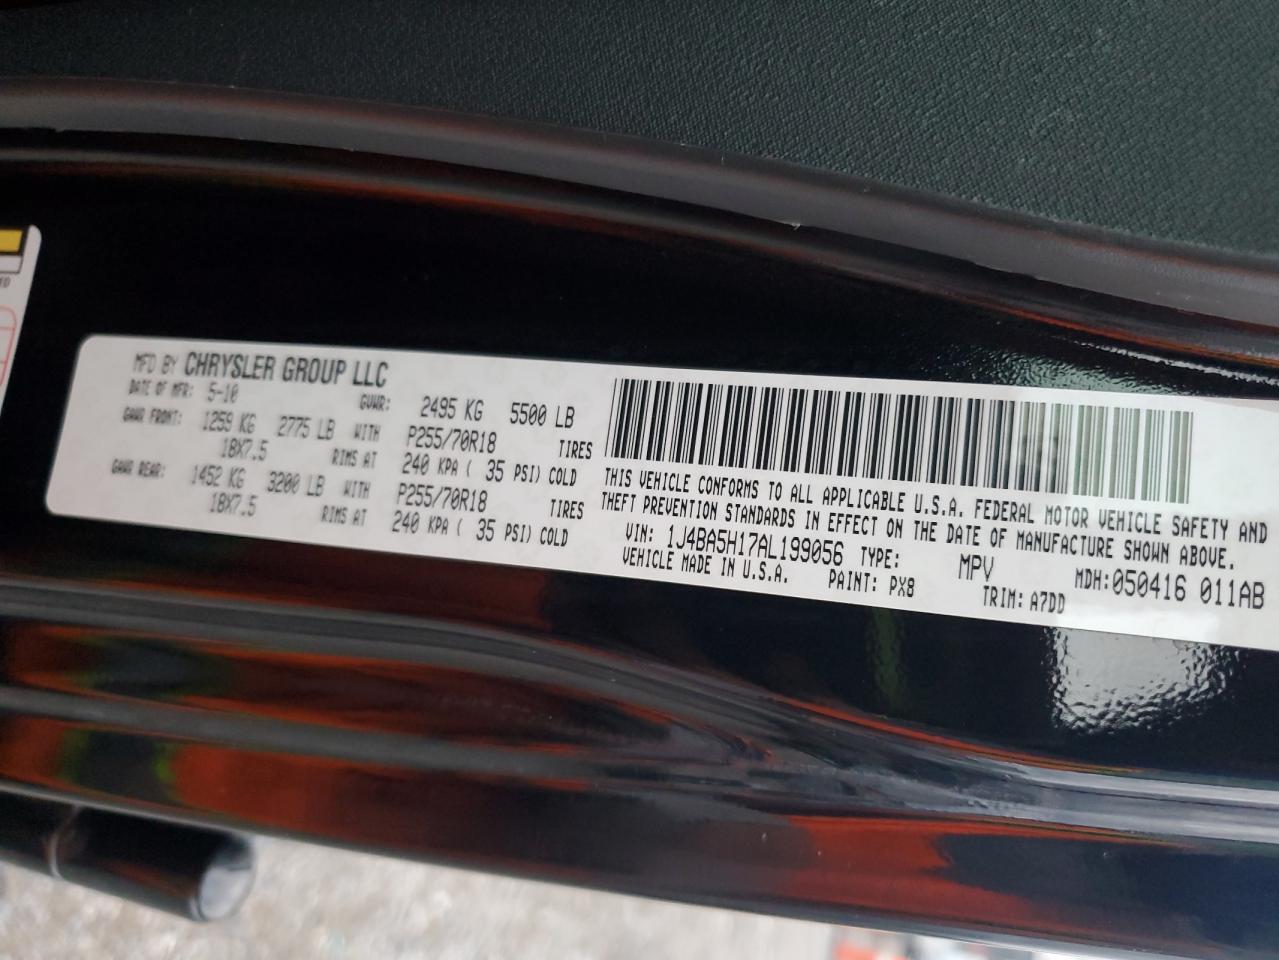 MFD BY CHRYSLER GROUP LLC
DATE OF MFR: 5-10 GVWR: 2495 KG 5500 LB
GAWR FRONT: 1259 KG 2775 LB WITH P255/70R18 TIRES
18X7.5 RIMS AT 240 KPA ( 35 PSI) COLD
GAWR REAR: 1452 KG 3200 LB WITH P255/70R18 TIRES
18X7.5 RIMS AT 240 KPA ( 35 PSI) COLD
THIS VEHICLE CONFORMS TO ALL APPLICABLE U.S.A. FEDERAL MOTOR VEHICLE SAFETY AND
THEFT PREVENTION STANDARDS IN EFFECT ON THE DATE OF MANUFACTURE SHOWN ABOVE.
VIN: 1J4BA5H17AL199056 TYPE: MPV MDH:050416 011AB
VEHICLE MADE IN U.S.A. PAINT: PX8 TRIM: A7DD